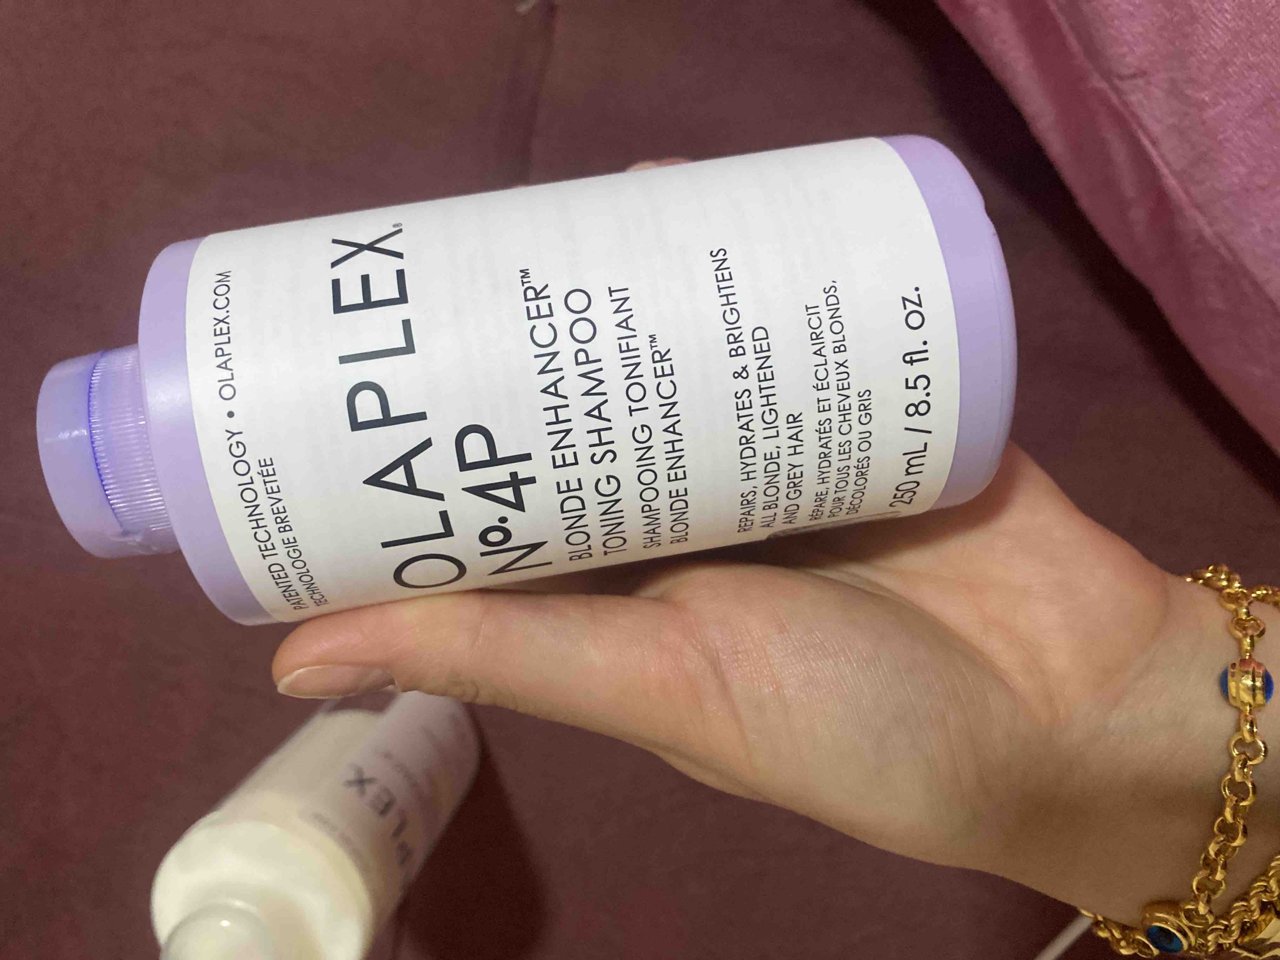 PATENTED TECHNOLOGY • OLAPLEX.COM
TECHNOLOGIE BREVETÉE
OLAPLEX®
Nº.4P
BLONDE ENHANCER™
TONING SHAMPOO
SHAMPOOING TONIFIANT
BLONDE ENHANCER™
REPAIRS, HYDRATES & BRIGHTENS
ALL BLONDE, LIGHTENED
AND GREY HAIR
RÉPARE, HYDRATÉS ET ÉCLAIRCIT
POUR TOUS LES CHEVEUX BLONDS,
DÉCOLORÉS OU GRIS
250 mL / 8.5 fl. oz.
PLEX